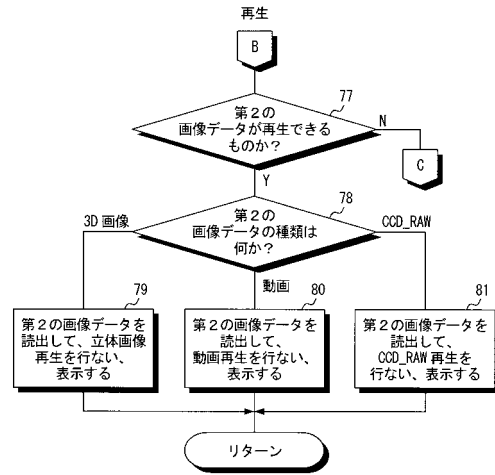 再生
B
77
第2の
画像データが再生できる
ものか?
N
C
Y
78
第2の
画像データの種類は
何か?
3D 画像
CCD_RAW
動画
79
第2の画像データを
読出して、立体画像
再生を行ない、
表示する
80
第2の画像データを
読出して、
動画再生を行ない、
表示する
81
第2の画像データを
読出して、
CCD_RAW 再生を
行ない、表示する
リターン